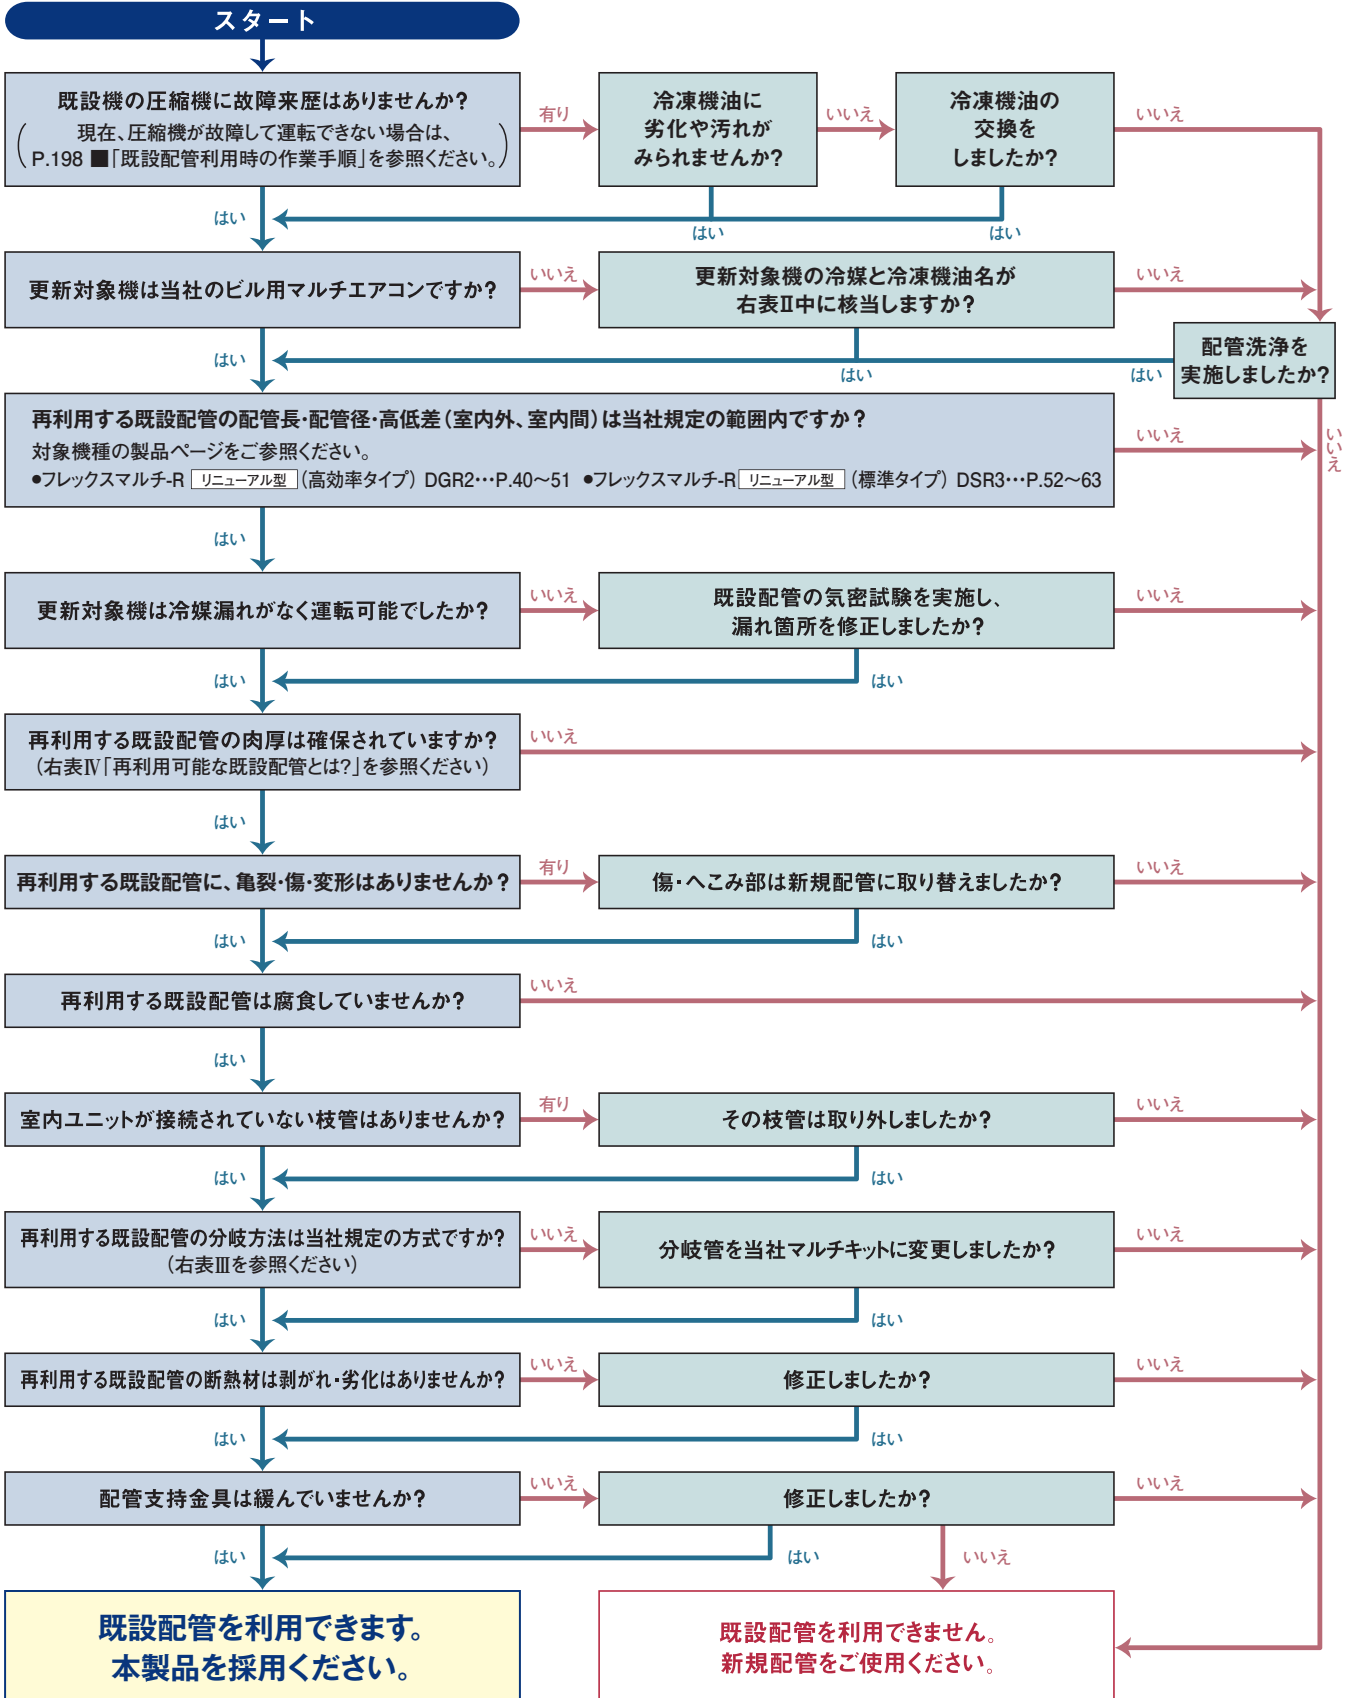 スタート
既設機の圧縮機に故障来歴はありませんか?
(現在、圧縮機が故障して運転できない場合は、
P.198 ■「既設配管利用時の作業手順」を参照ください。)
有り
冷凍機油に
劣化や汚れが
みられませんか?
いいえ
冷凍機油の
交換を
しましたか?
いいえ
はい
はい
はい
更新対象機は当社のビル用マルチエアコンですか?
いいえ
更新対象機の冷媒と冷凍機油名が
右表Ⅱ中に核当しますか?
いいえ
配管洗浄を
実施しましたか?
はい
はい
はい
いいえ
再利用する既設配管の配管長・配管径・高低差(室内外、室内間)は当社規定の範囲内ですか?
対象機種の製品ページをご参照ください。
●フレックスマルチ-R リニューアル型 (高効率タイプ) DGR2…P.40〜51 ●フレックスマルチ-R リニューアル型 (標準タイプ) DSR3…P.52〜63
いいえ
はい
更新対象機は冷媒漏れがなく運転可能でしたか?
いいえ
既設配管の気密試験を実施し、
漏れ箇所を修正しましたか?
いいえ
はい
はい
再利用する既設配管の肉厚は確保されていますか?
(右表Ⅳ「再利用可能な既設配管とは?」を参照ください)
いいえ
はい
再利用する既設配管に、亀裂・傷・変形はありませんか?
有り
傷・へこみ部は新規配管に取り替えましたか?
いいえ
はい
はい
再利用する既設配管は腐食していませんか?
いいえ
はい
室内ユニットが接続されていない枝管はありませんか?
有り
その枝管は取り外しましたか?
いいえ
はい
はい
再利用する既設配管の分岐方法は当社規定の方式ですか?
(右表Ⅲを参照ください)
いいえ
分岐管を当社マルチキットに変更しましたか?
いいえ
はい
はい
再利用する既設配管の断熱材は剥がれ・劣化はありませんか?
いいえ
修正しましたか?
いいえ
はい
はい
配管支持金具は緩んでいませんか?
いいえ
修正しましたか?
いいえ
はい
はい
いいえ
既設配管を利用できます。
本製品を採用ください。
既設配管を利用できません。
新規配管をご使用ください。